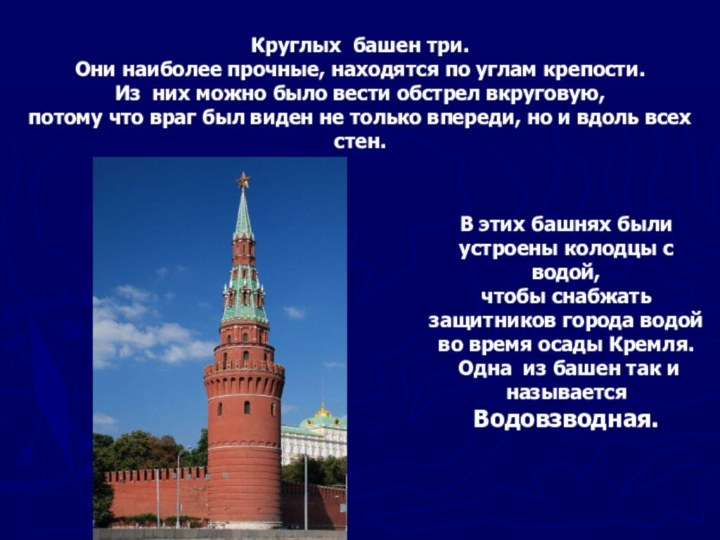 Круглых башен три.
Они наиболее прочные, находятся по углам крепости.
Из них можно было вести обстрел вкруговую,
потому что враг был виден не только впереди, но и вдоль всех
стен.
В этих башнях были
устроены колодцы с
водой,
чтобы снабжать
защитников города водой
во время осады Кремля.
Одна из башен так и
называется
Водовзводная.